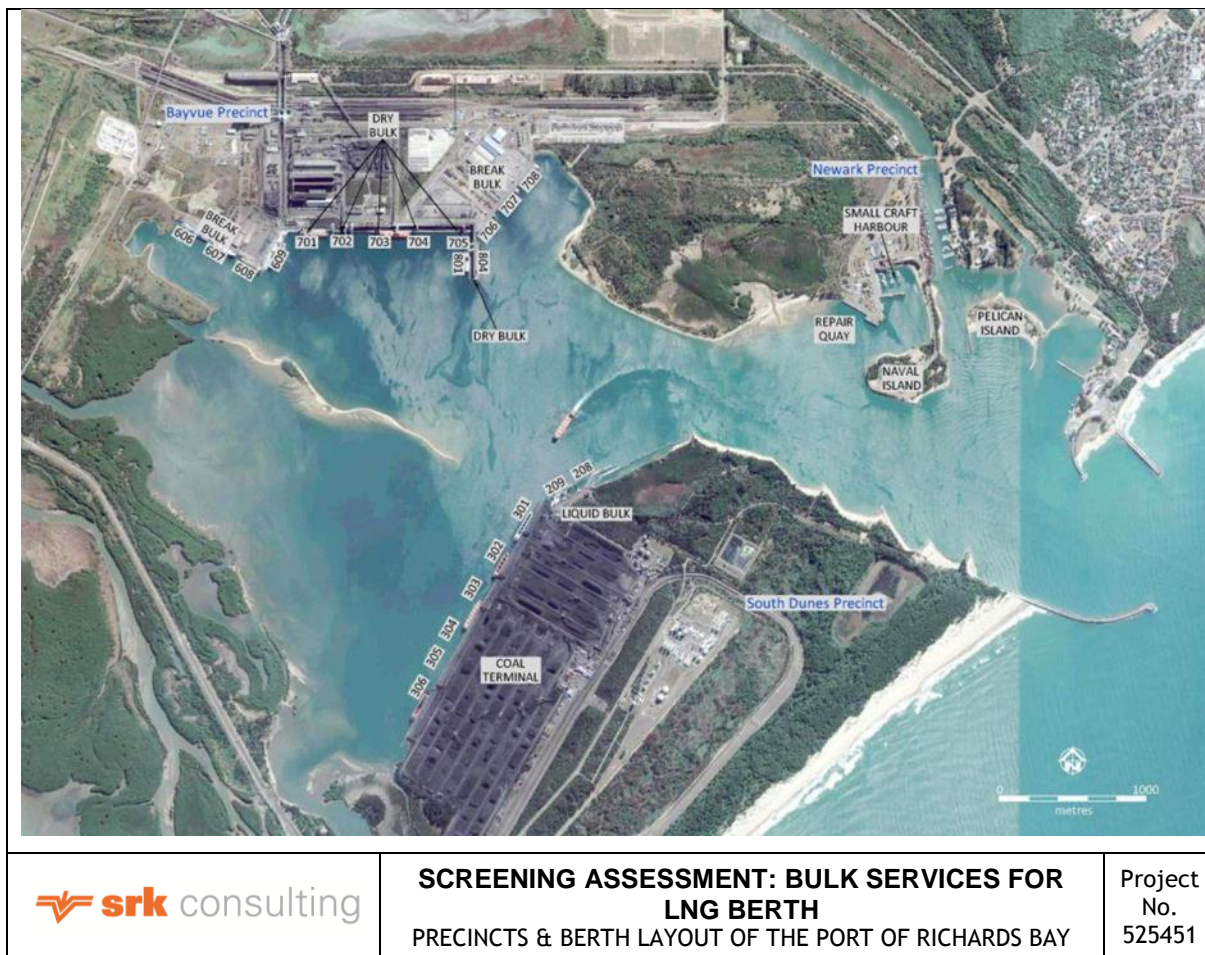 Bayvue Precinct
DRY
BULK
BREAK
BULK
Newark Precinct
SMALL CRAFT
HARBOUR
BREAK
BULK
606
607
608
609
701
702
703
704
705
706
707
708
801
804
DRY BULK
REPAIR
QUAY
PELICAN
ISLAND
NAVAL
ISLAND
208
209
LIQUID BULK
301
302
303
304
305
306
COAL
TERMINAL
South Dunes Precinct
N
0 1000
metres
srk consulting
SCREENING ASSESSMENT: BULK SERVICES FOR
LNG BERTH
PRECINCTS & BERTH LAYOUT OF THE PORT OF RICHARDS BAY
Project
No.
525451